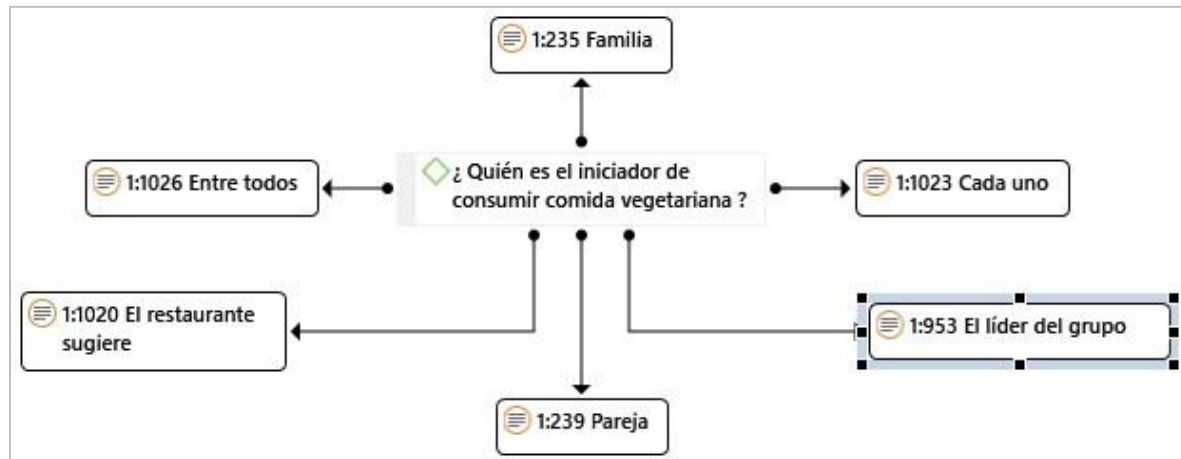 1:235 Familia
¿ Quién es el iniciador de
consumir comida vegetariana ?
1:1026 Entre todos
1:1023 Cada uno
1:1020 El restaurante
sugiere
1:953 El líder del grupo
1:239 Pareja